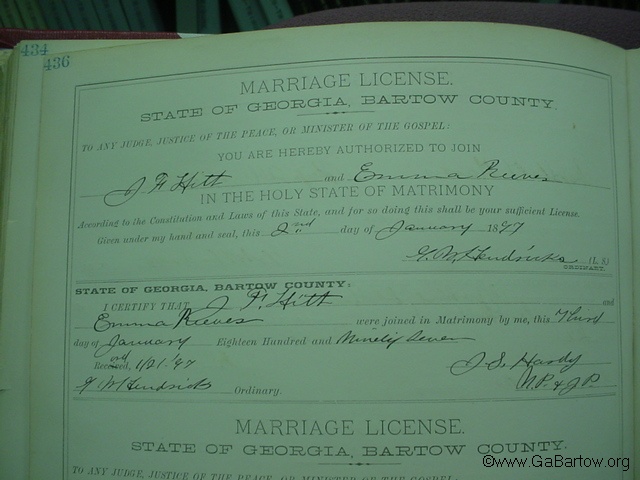 434
436
MARRIAGE LICENSE.
STATE OF GEORGIA, BARTOW COUNTY.
TO ANY JUDGE, JUSTICE OF THE PEACE, OR MINISTER OF THE GOSPEL:
YOU ARE HEREBY AUTHORIZED TO JOIN
J F Hitt and Emma Reeves
IN THE HOLY STATE OF MATRIMONY
According to the Constitution and Laws of this State, and for so doing this shall be your sufficient License.
Given under my hand and seal, this 2nd day of January 1897
G. W. Hendricks (L. S)
ORDINARY.
STATE OF GEORGIA, BARTOW COUNTY:
I CERTIFY THAT J. F. Hitt and
Emma Reeves were joined in Matrimony by me, this Third
day of January Eighteen Hundred and Ninety Seven
Received, 1/21/97 J. S. Hardy
G W Hendricks Ordinary. N.P. & J.P.
MARRIAGE LICENSE.
STATE OF GEORGIA, BARTOW COUNTY.
TO ANY JUDGE, JUSTICE OF THE PEACE, OR MINISTER OF THE GOSPEL:
©www.GaBartow.org